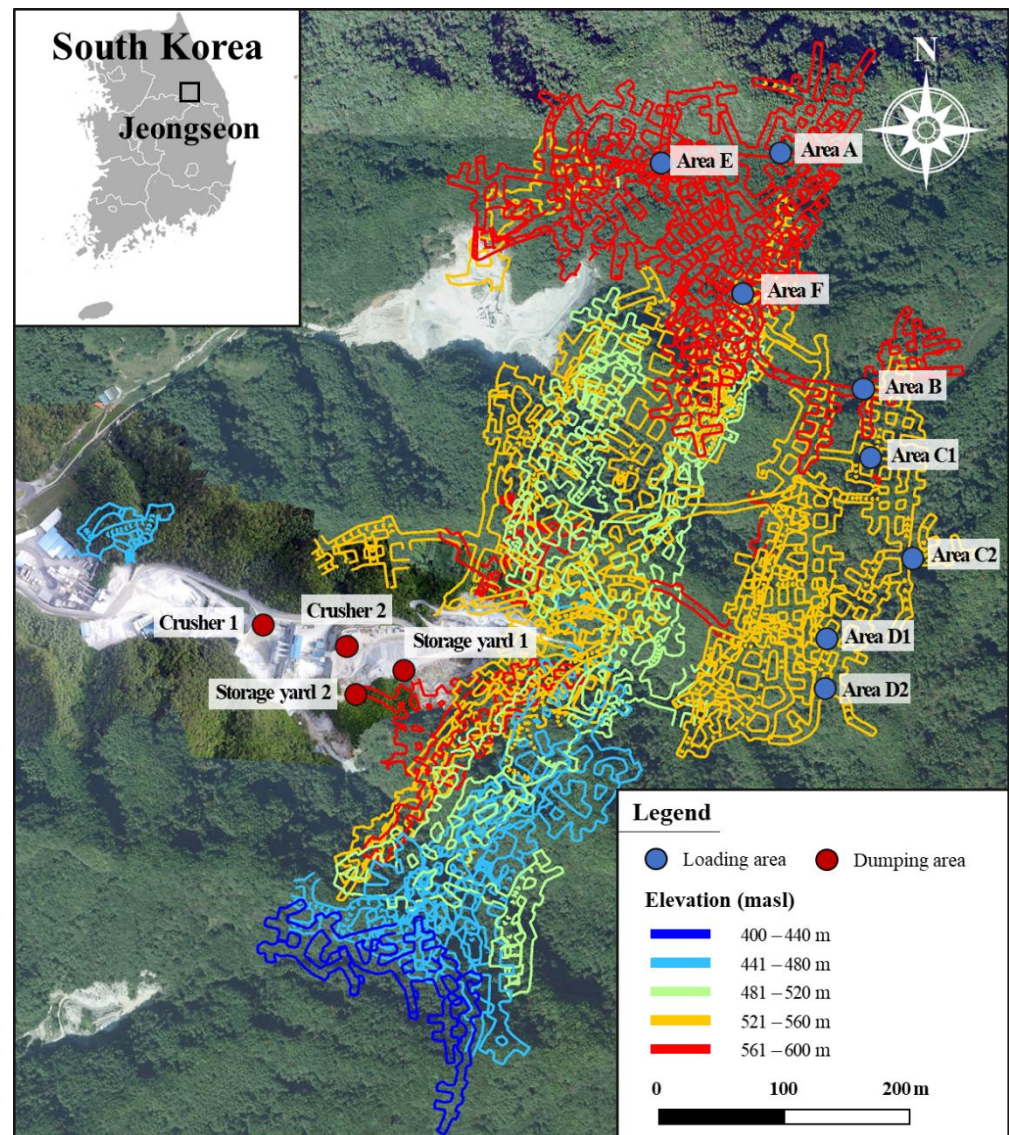 South Korea
Jeongseon
N
Area E
Area A
Area F
Area B
Area C1
Area C2
Crusher 1
Crusher 2
Storage yard 1
Area D1
Storage yard 2
Area D2
Legend
Loading area
Dumping area
Elevation (masl)
400 – 440 m
441 – 480 m
481 – 520 m
521 – 560 m
561 – 600 m
0 100 200 m